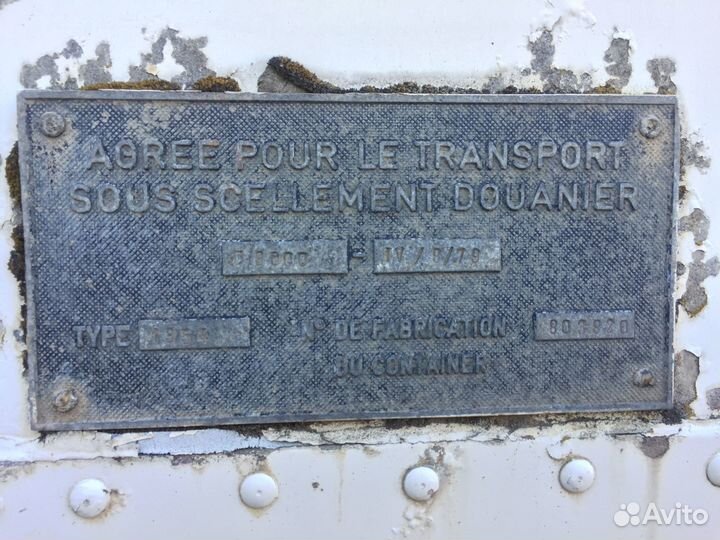 AGREE POUR LE TRANSPORT
SOUS SCELLEMENT DOUANIER
TYPE N° DE FABRICATION
DU CONTAINER
Avito